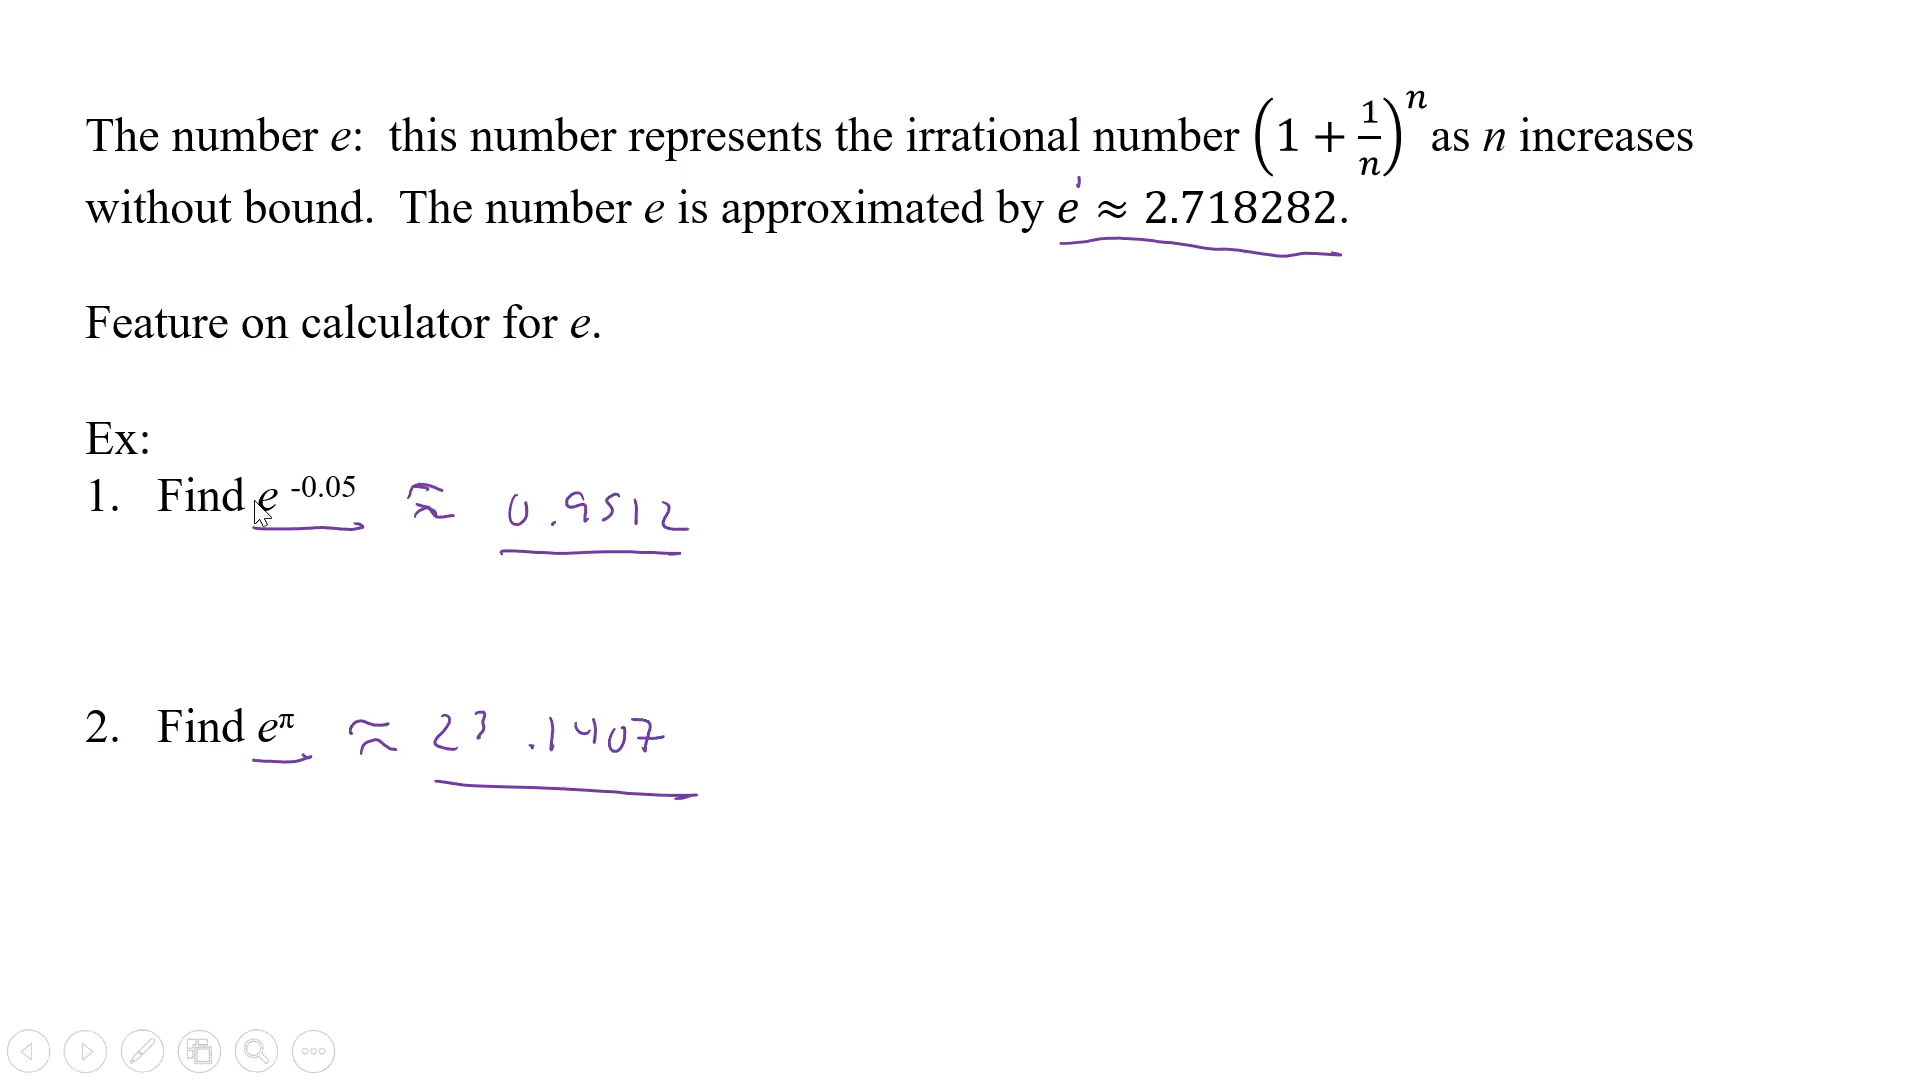 The number e: this number represents the irrational number (1 + 1/n)^n as n increases
without bound. The number e is approximated by e' ≈ 2.718282.
Feature on calculator for e.
Ex:
1. Find e ^-0.05 ≈ 0.9512
2. Find e^π ≈ 23.1407